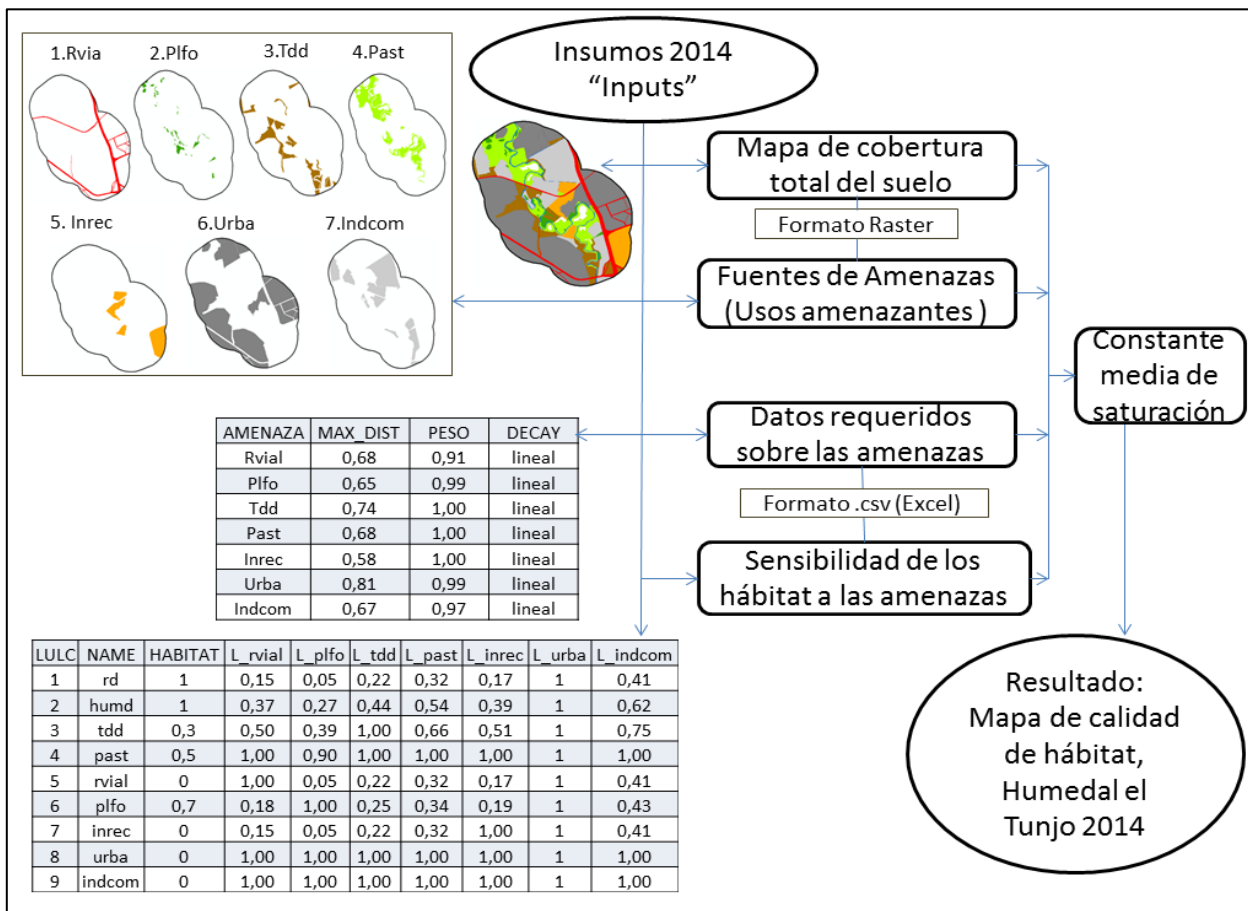 Insumos 2014
“Inputs”
1.Rvia
2.Plfo
3.Tdd
4.Past
5. Inrec
6.Urba
7.Indcom
Mapa de cobertura
total del suelo
Formato Raster
Fuentes de Amenazas
(Usos amenazantes )
Constante
media de
saturación
Datos requeridos
sobre las amenazas
Formato .csv (Excel)
Sensibilidad de los
hábitat a las amenazas
AMENAZA MAX_DIST PESO DECAY
Rvial 0,68 0,91 lineal
Plfo 0,65 0,99 lineal
Tdd 0,74 1,00 lineal
Past 0,68 1,00 lineal
Inrec 0,58 1,00 lineal
Urba 0,81 0,99 lineal
Indcom 0,67 0,97 lineal
LULC NAME HABITAT L_rvial L_plfo L_tdd L_past L_inrec L_urba L_indcom
1 rd 1 0,15 0,05 0,22 0,32 0,17 1 0,41
2 humd 1 0,37 0,27 0,44 0,54 0,39 1 0,62
3 tdd 0,3 0,50 0,39 1,00 0,66 0,51 1 0,75
4 past 0,5 1,00 0,90 1,00 1,00 1,00 1 1,00
5 rvial 0 1,00 0,05 0,22 0,32 0,17 1 0,41
6 plfo 0,7 0,18 1,00 0,25 0,34 0,19 1 0,43
7 inrec 0 0,15 0,05 0,22 0,32 1,00 1 0,41
8 urba 0 1,00 1,00 1,00 1,00 1,00 1 1,00
9 indcom 0 1,00 1,00 1,00 1,00 1,00 1 1,00
Resultado:
Mapa de calidad
de hábitat,
Humedal el
Tunjo 2014